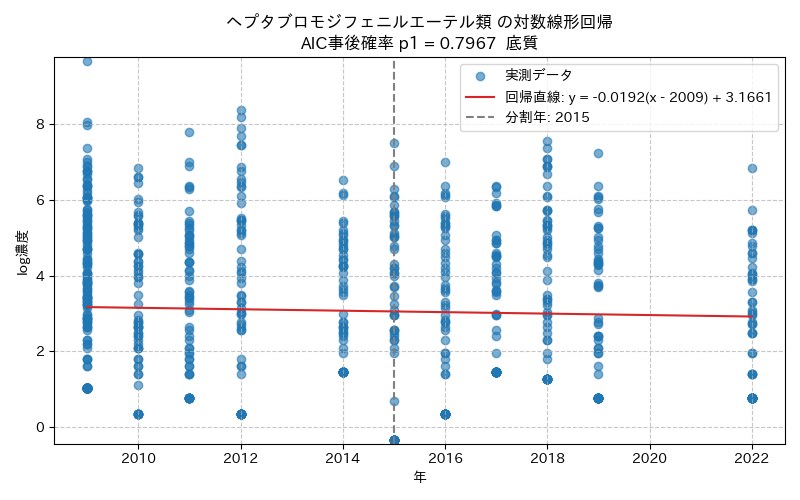 ヘプタブロモジフェニルエーテル類 の対数線形回帰
AIC事後確率 p1 = 0.7967  底質
実測データ
回帰直線: y = -0.0192(x - 2009) + 3.1661
分割年: 2015
log濃度
8
6
4
2
0
2010
2012
2014
2016
2018
2020
2022
年